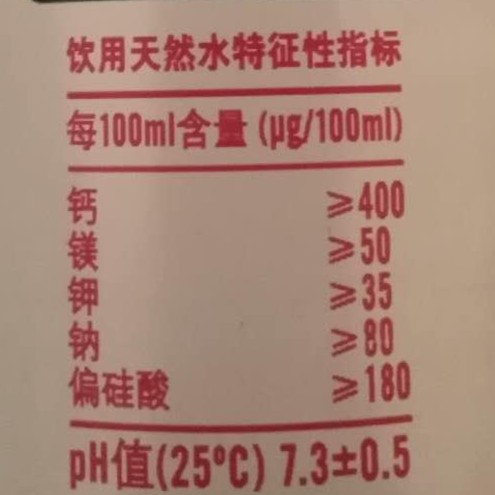 饮用天然水特征性指标
每100ml含量 (μg/100ml)
钙 ⩾400
镁 ⩾50
钾 ⩾35
钠 ⩾80
偏硅酸 ⩾180
pH值(25℃) 7.3±0.5